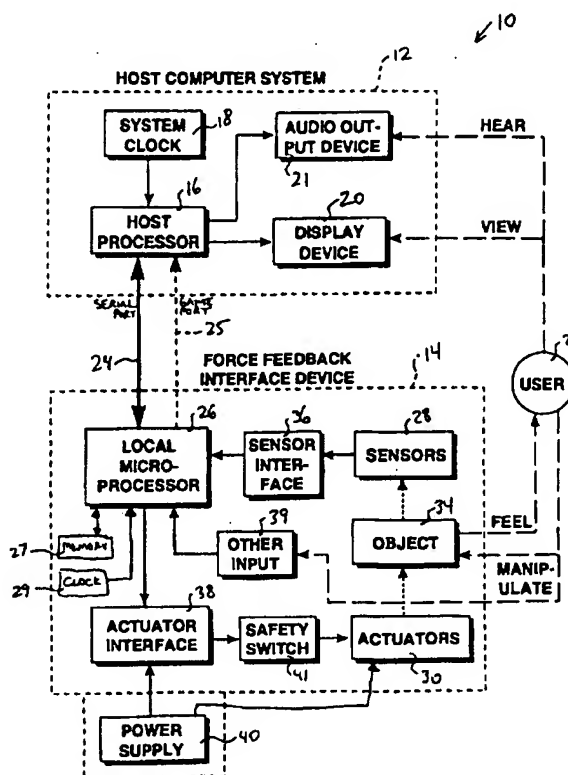 10
HOST COMPUTER SYSTEM
12
SYSTEM
CLOCK
18
AUDIO OUT-
PUT DEVICE
21
HEAR
16
HOST
PROCESSOR
20
DISPLAY
DEVICE
VIEW
SERIAL
PORT
GAME
PORT
25
24
FORCE FEEDBACK
INTERFACE DEVICE
14
USER
26
LOCAL
MICRO-
PROCESSOR
36
SENSOR
INTER-
FACE
28
SENSORS
27
MEMORY
29
CLOCK
39
OTHER
INPUT
34
OBJECT
FEEL
MANIP-
ULATE
38
ACTUATOR
INTERFACE
SAFETY
SWITCH
41
ACTUATORS
30
POWER
SUPPLY
40